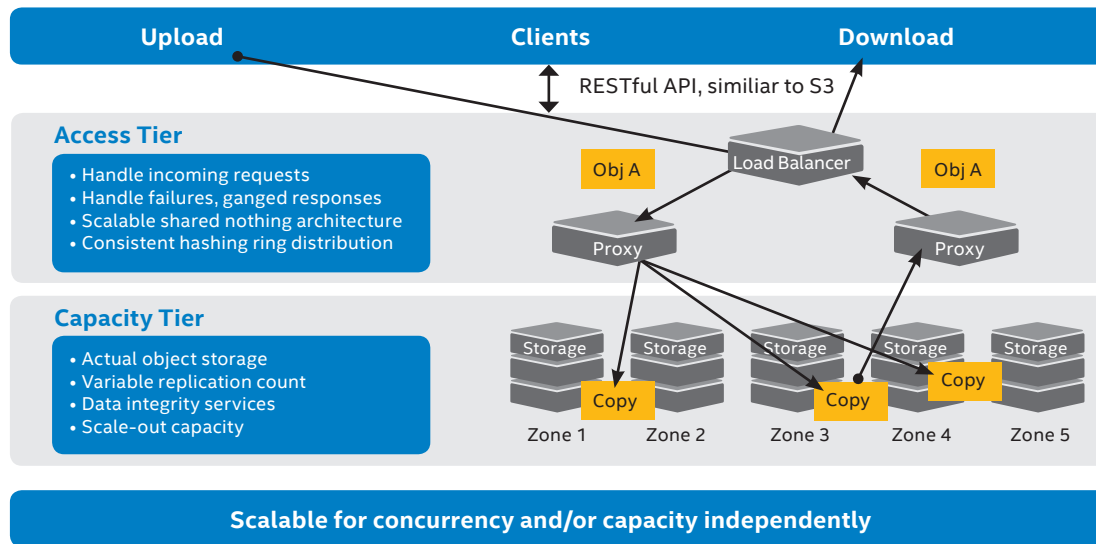 Upload
Clients
Download
RESTful API, similiar to S3
Access Tier
• Handle incoming requests
• Handle failures, ganged responses
• Scalable shared nothing architecture
• Consistent hashing ring distribution
Load Balancer
Obj A
Obj A
Proxy
Proxy
Capacity Tier
• Actual object storage
• Variable replication count
• Data integrity services
• Scale-out capacity
Storage
Storage
Storage
Storage
Storage
Copy
Copy
Copy
Zone 1
Zone 2
Zone 3
Zone 4
Zone 5
Scalable for concurrency and/or capacity independently